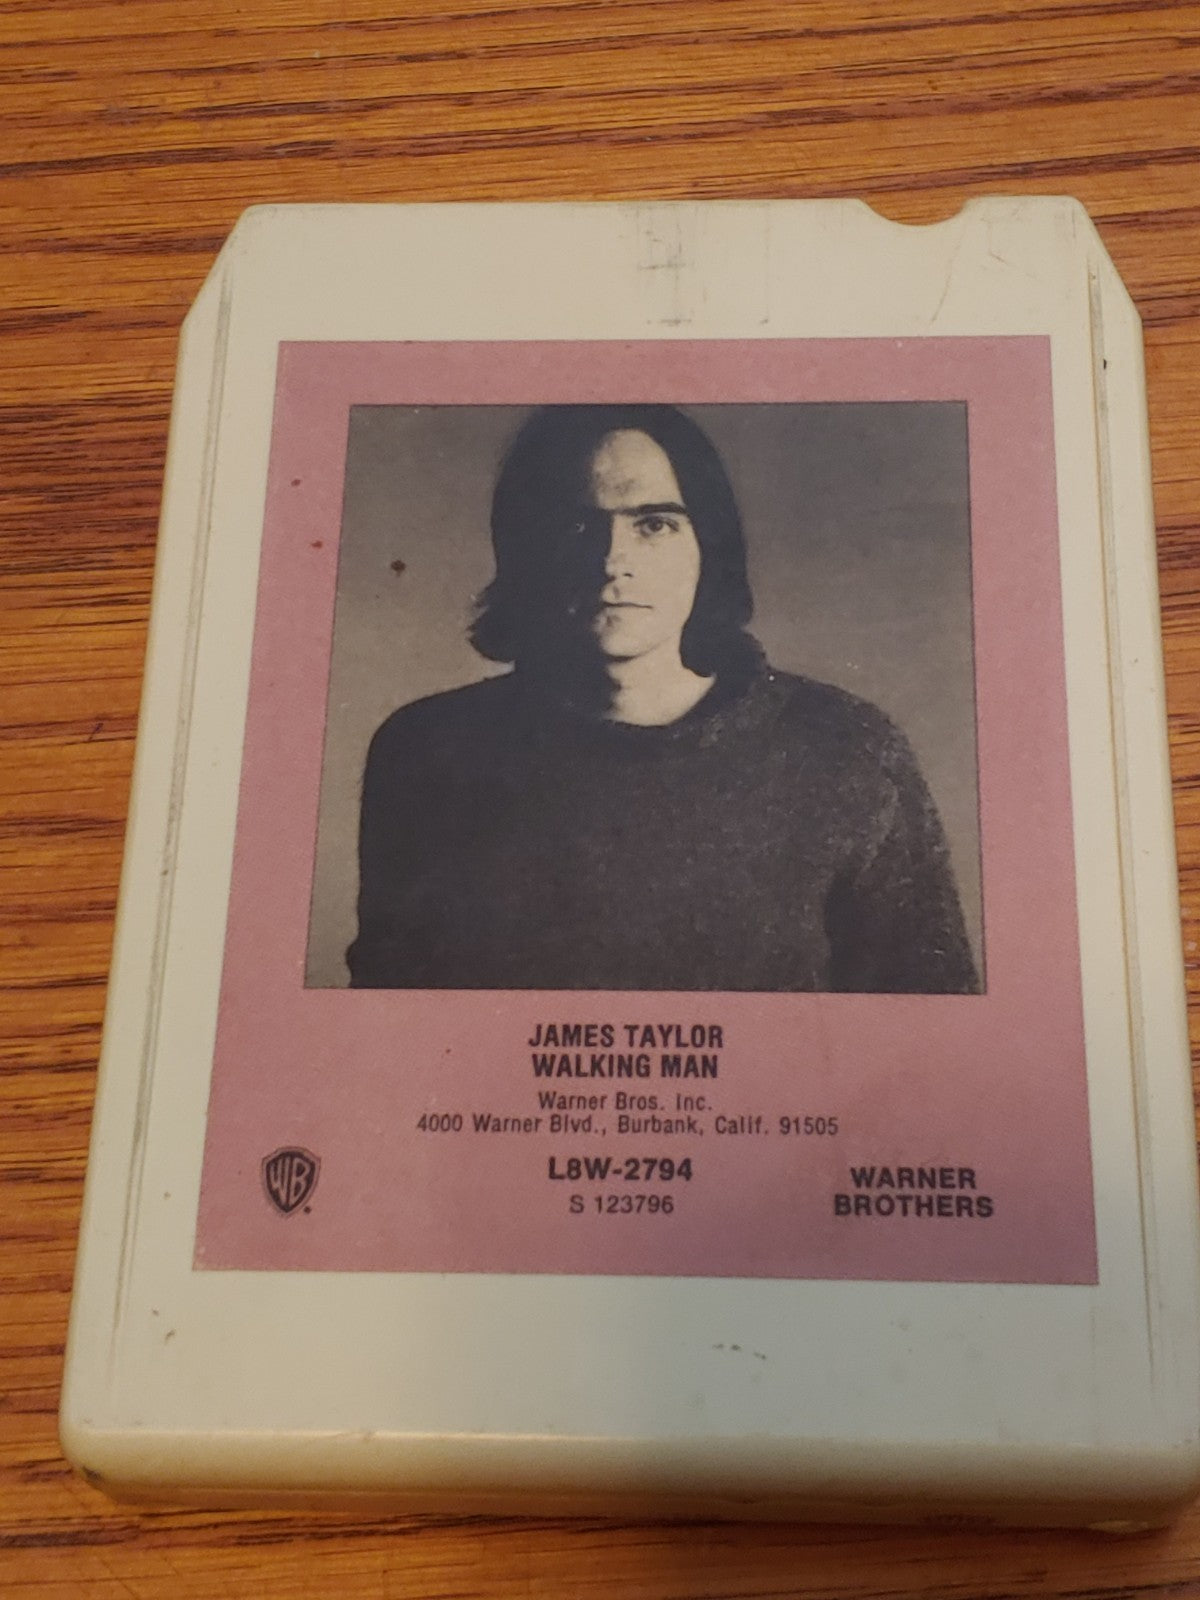 JAMES TAYLOR
WALKING MAN
Warner Bros. Inc.
4000 Warner Blvd., Burbank, Calif. 91505
WB
L8W-2794
S 123796
WARNER
BROTHERS